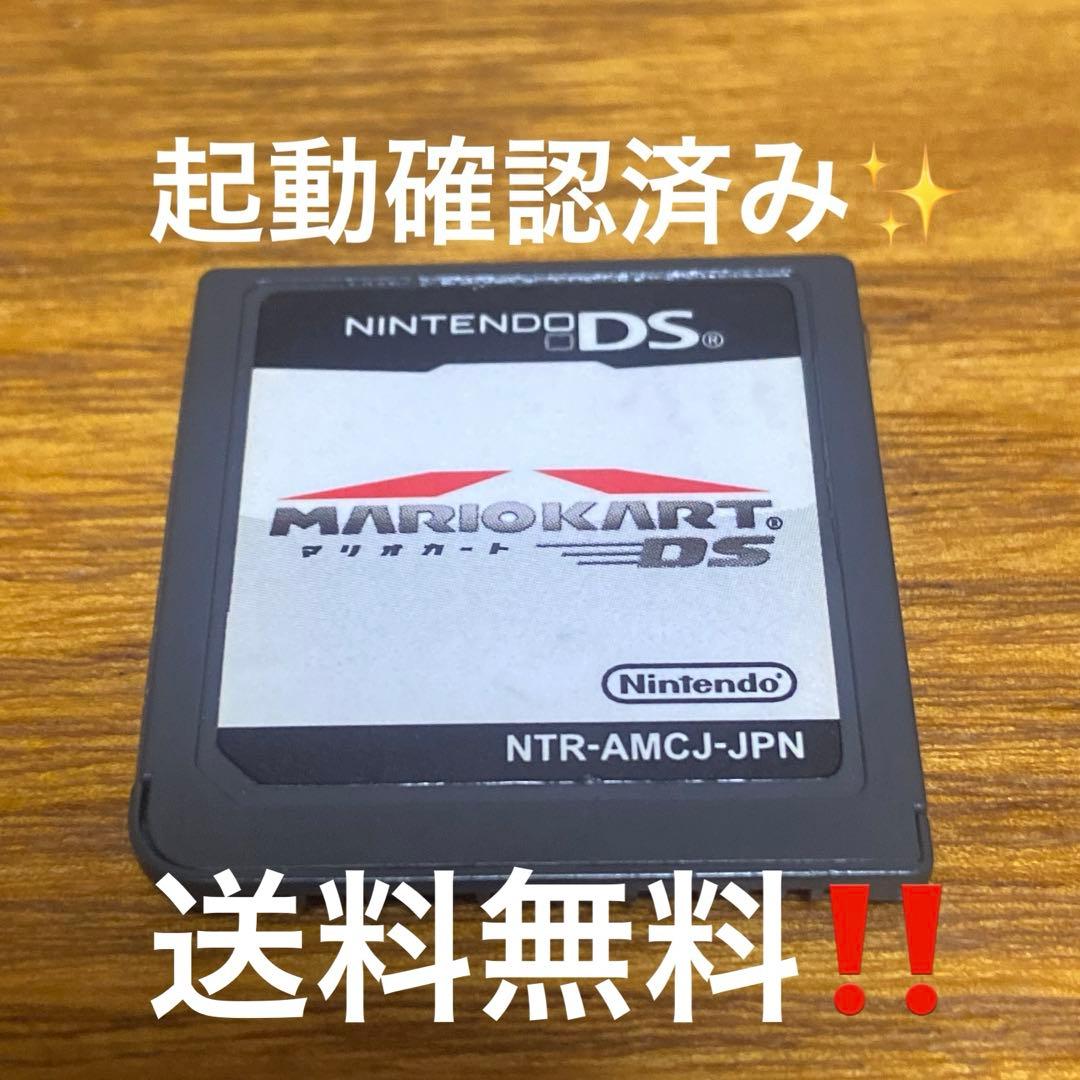 起動確認済み✨
NINTENDO DS®
MARIOKART®
マリオカート DS
Nintendo®
NTR-AMCJ-JPN
送料無料‼️